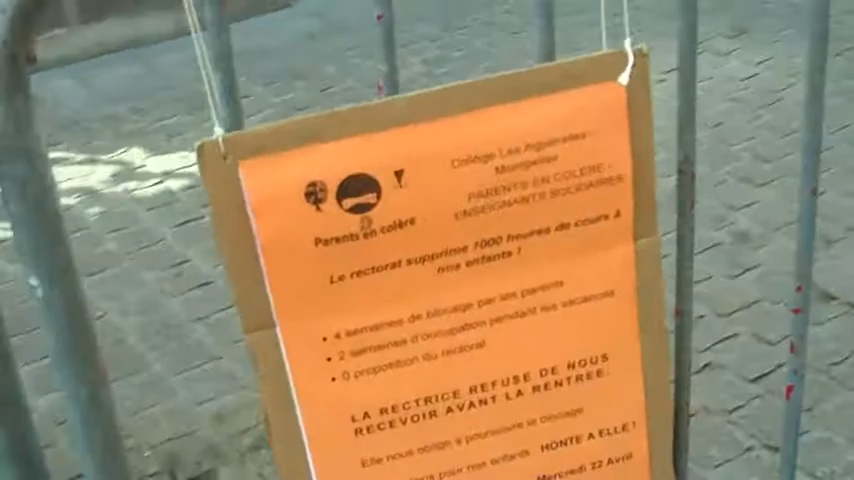 Collège Les Aiguerelles
Montpellier
PARENTS EN COLERE -
ENSEIGNANTS SOLIDAIRES
Parents en colère
Le rectorat supprime 1000 heures de cours à
nos enfants !
• 4 semaines de blocage par les parents
• 2 semaines d'occupation pendant les vacances
• 0 proposition du rectorat
LA RECTRICE REFUSE DE NOUS
RECEVOIR AVANT LA RENTREE.
Elle nous oblige à poursuivre le blocage
pour nos enfants HONTE A ELLE!
Mercredi 22 Avril